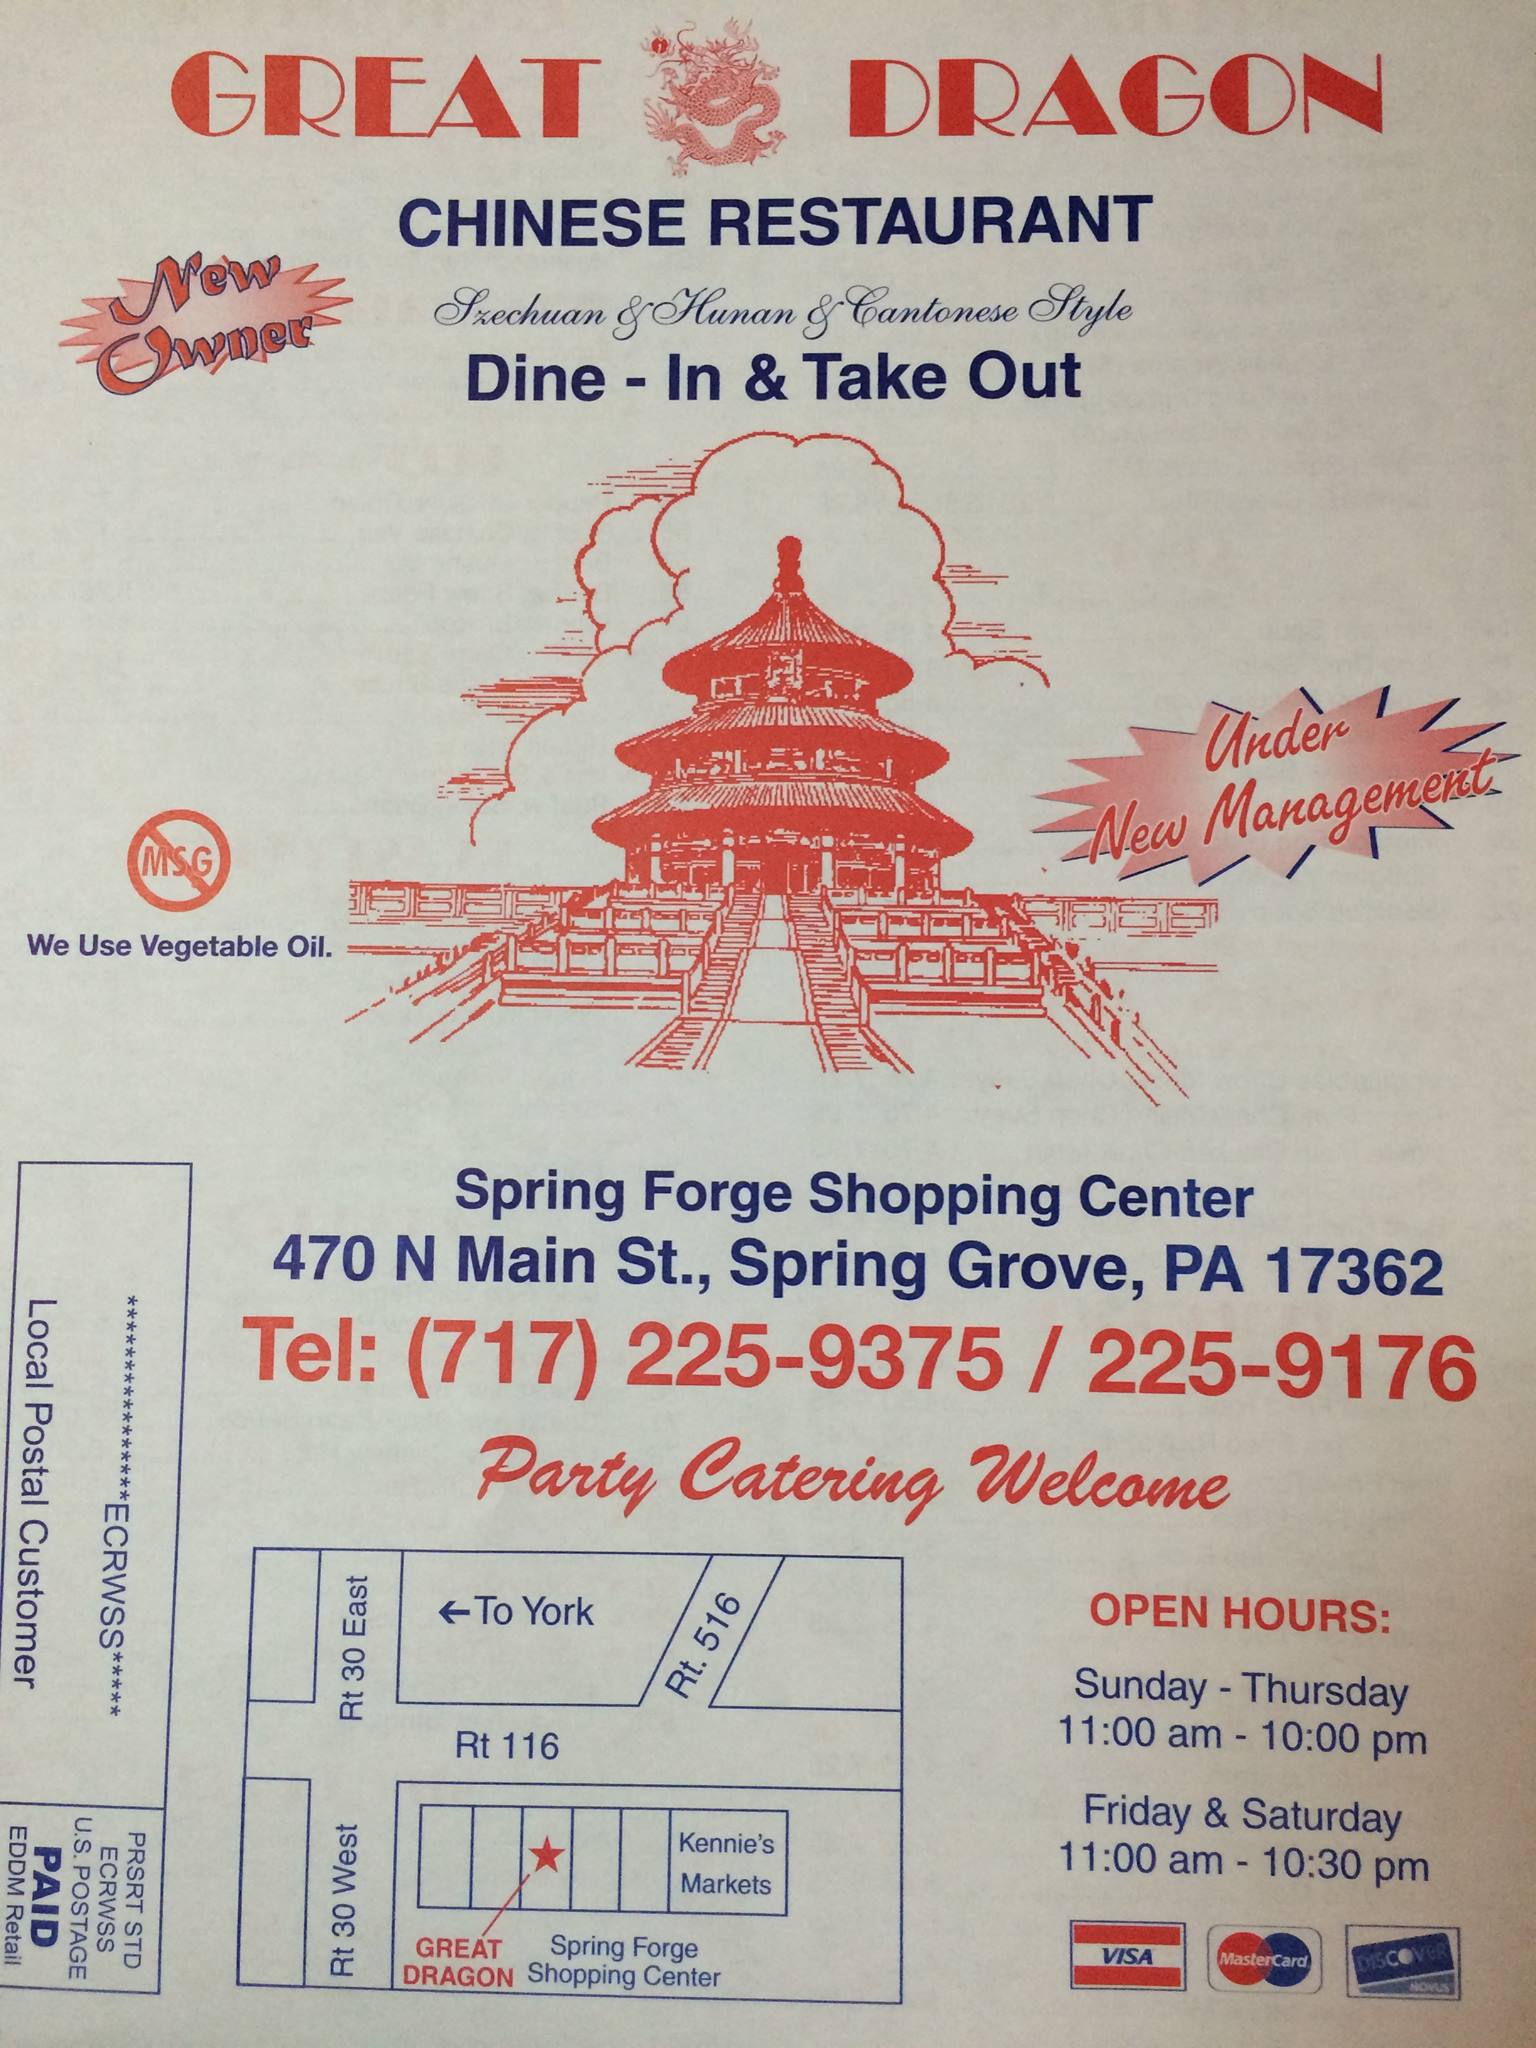 GREAT DRAGON
CHINESE RESTAURANT
New
Owner
Szechuan & Hunan & Cantonese Style
Dine - In & Take Out
Under
New Management
MSG
We Use Vegetable Oil.
Spring Forge Shopping Center
470 N Main St., Spring Grove, PA 17362
Tel: (717) 225-9375 / 225-9176
Party Catering Welcome
*******************ECRWSS*****
Local Postal Customer
PRSRT STD
ECRWSS
U.S. POSTAGE
PAID
EDDM Retail
Rt 30 East
←To York
Rt. 516
Rt 116
Rt 30 West
Kennie's
Markets
GREAT
DRAGON
Spring Forge
Shopping Center
OPEN HOURS:
Sunday - Thursday
11:00 am - 10:00 pm
Friday & Saturday
11:00 am - 10:30 pm
VISA
MasterCard
DISCOVER
NOVUS